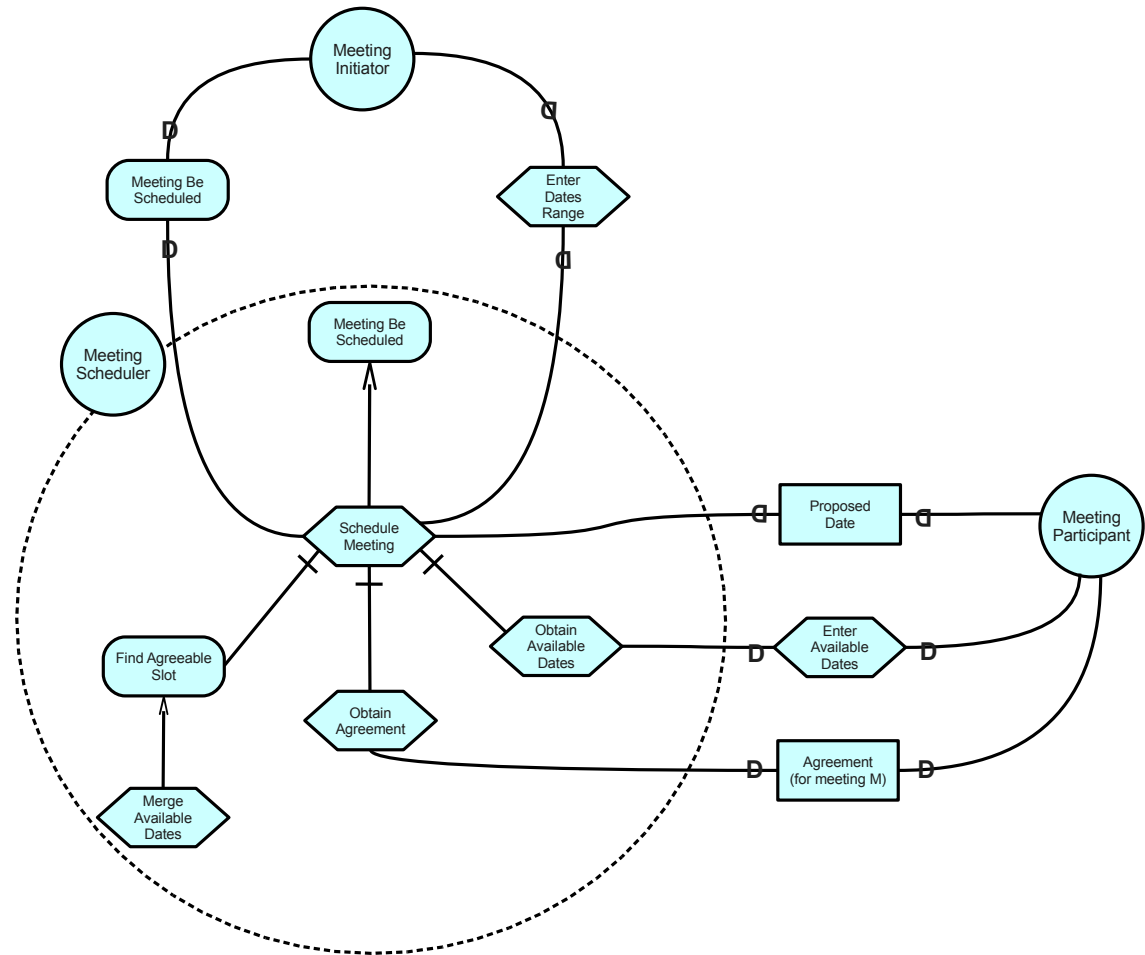 Meeting
Initiator
D
D
Meeting Be
Scheduled
Enter
Dates
Range
D
D
Meeting Be
Scheduled
Meeting
Scheduler
Schedule
Meeting
D
Proposed
Date
D
Meeting
Participant
Find Agreeable
Slot
Obtain
Available
Dates
D
Enter
Available
Dates
D
Obtain
Agreement
D
Agreement
(for meeting M)
D
Merge
Available
Dates